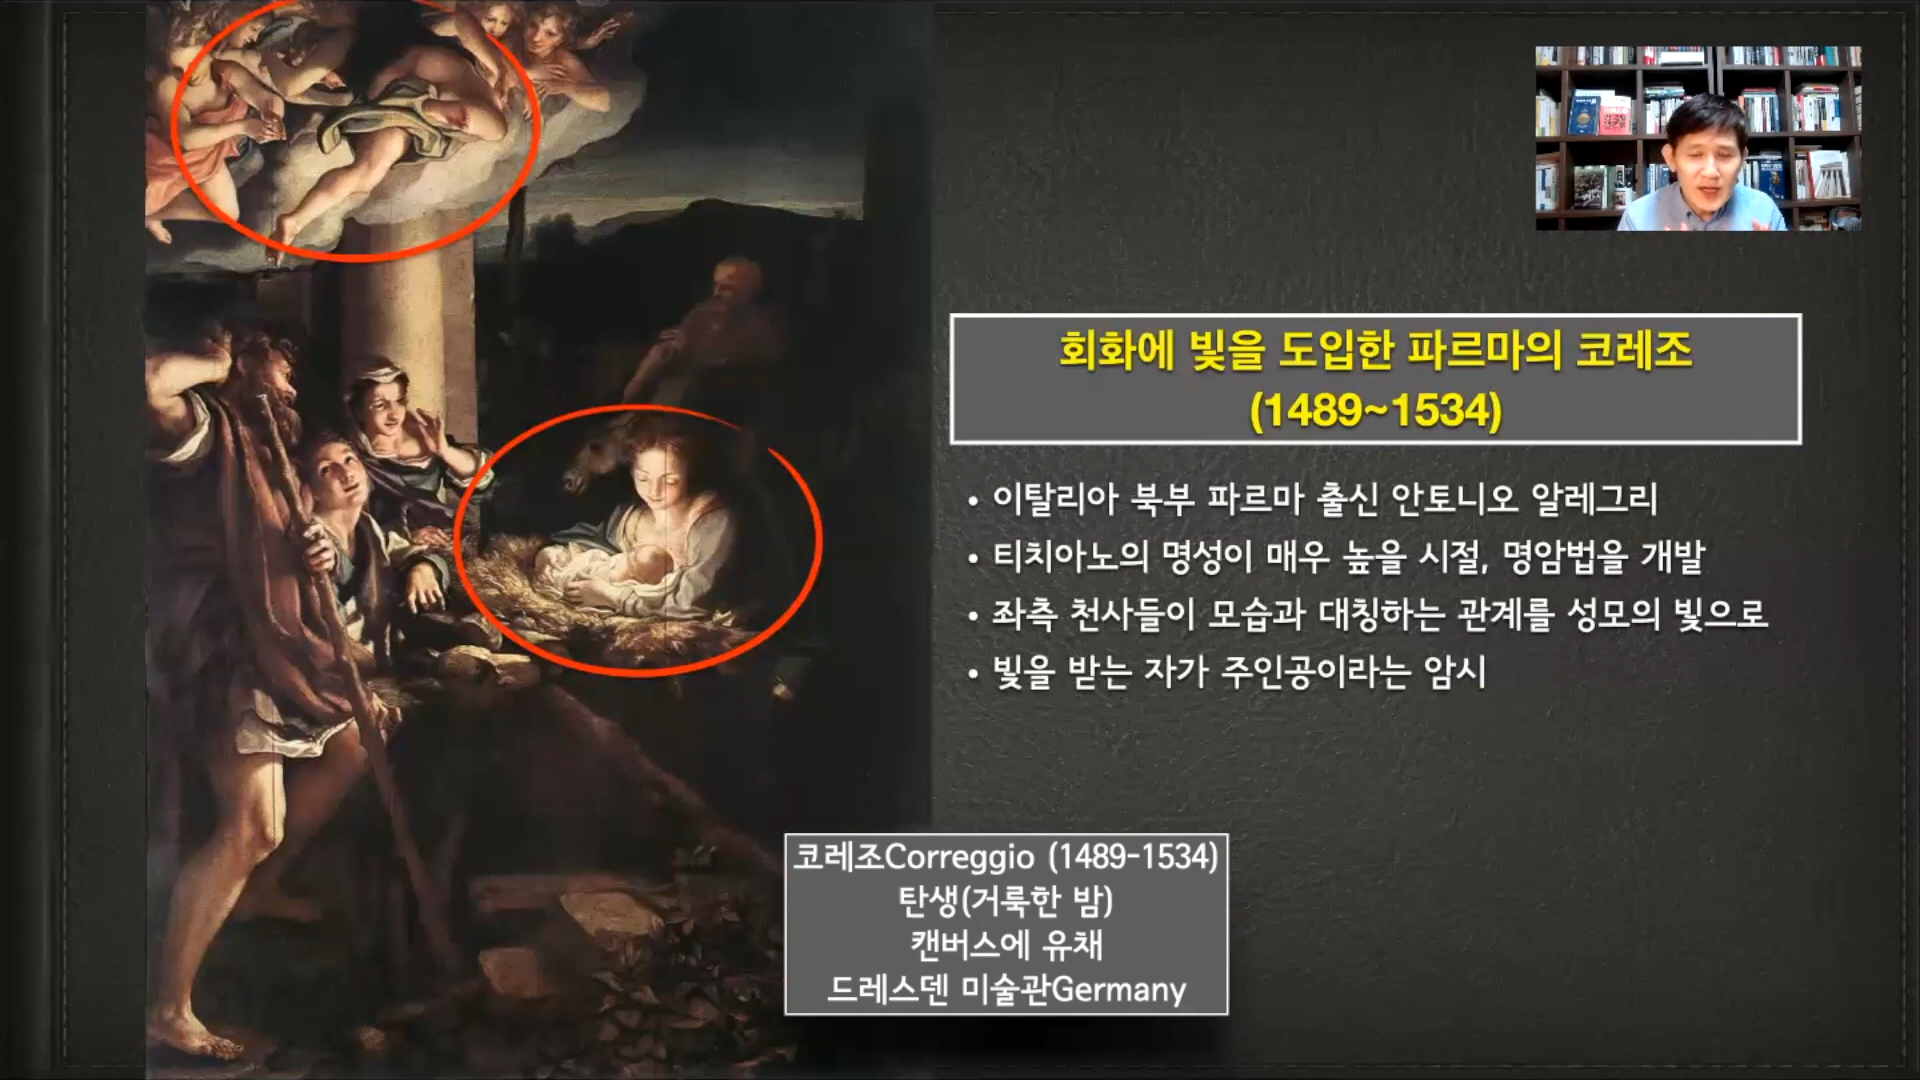 회화에 빛을 도입한 파르마의 코레조
(1489~1534)
• 이탈리아 북부 파르마 출신 안토니오 알레그리
• 티치아노의 명성이 매우 높을 시절, 명암법을 개발
• 좌측 천사들이 모습과 대칭하는 관계를 성모의 빛으로
• 빛을 받는 자가 주인공이라는 암시
코레조Correggio (1489-1534)
탄생(거룩한 밤)
캔버스에 유채
드레스덴 미술관Germany